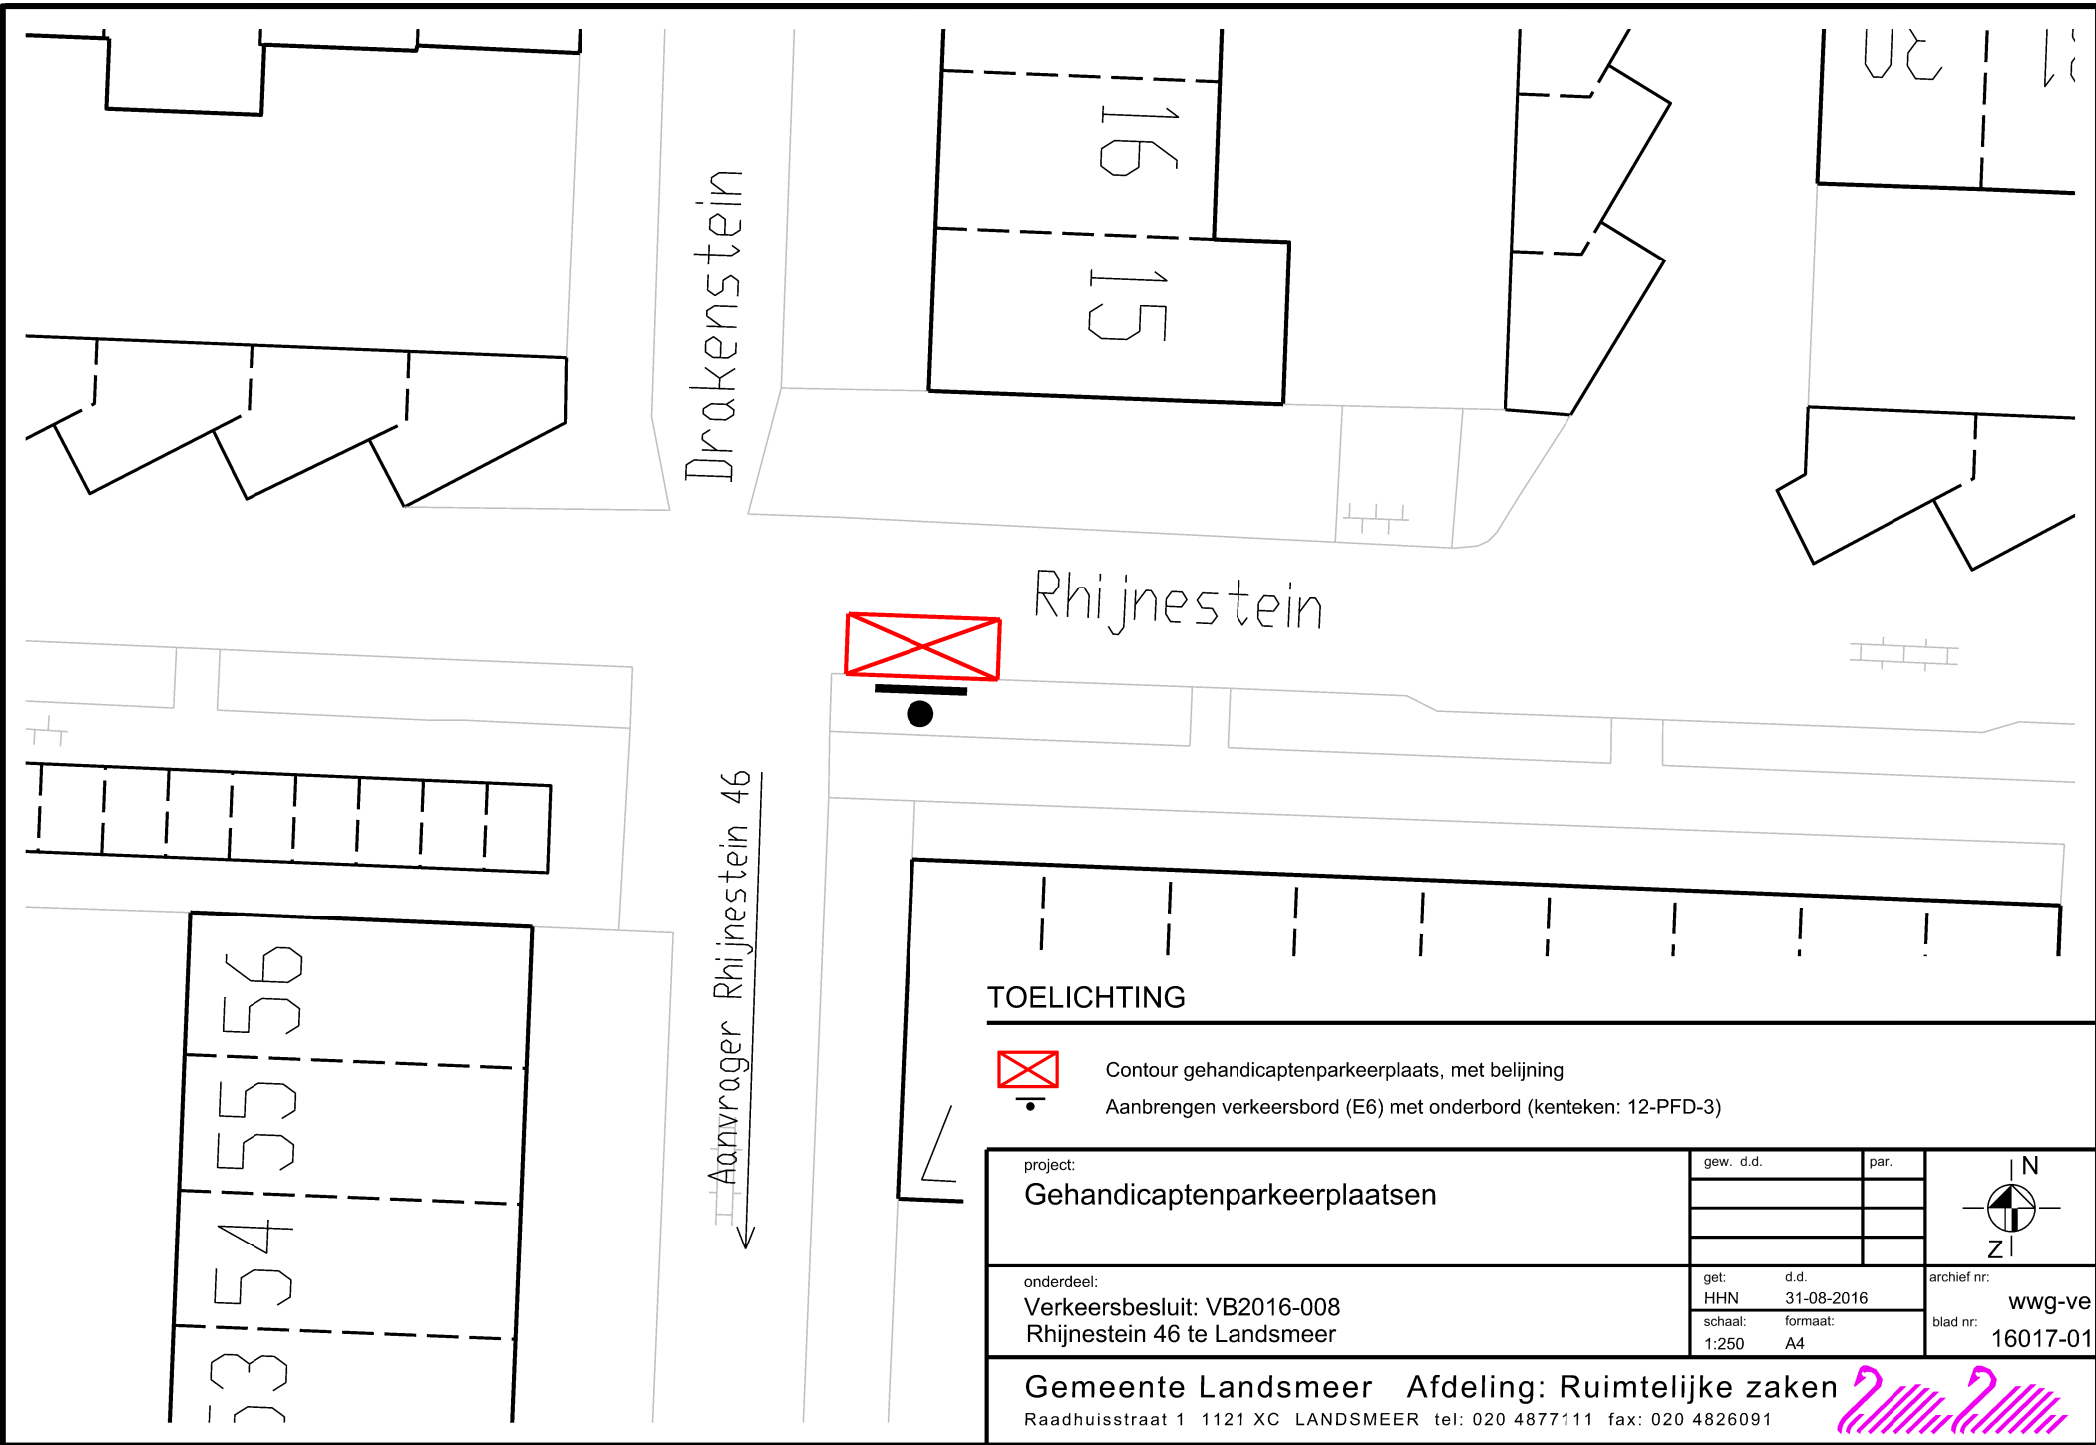 30
16
15
Drakenstein
Rhijnestein
Aanvrager Rhijnestein 46
56
55
54
53
TOELICHTING
Contour gehandicaptenparkeerplaats, met belijning
Aanbrengen verkeersbord (E6) met onderbord (kenteken: 12-PFD-3)
project:
Gehandicaptenparkeerplaatsen
gew. d.d.
par.
N
Z
onderdeel:
Verkeersbesluit: VB2016-008
Rhijnestein 46 te Landsmeer
get:
HHN
d.d.
31-08-2016
schaal:
1:250
formaat:
A4
archief nr:
wwg-ve
blad nr:
16017-01
Gemeente Landsmeer Afdeling: Ruimtelijke zaken
Raadhuisstraat 1 1121 XC LANDSMEER tel: 020 4877111 fax: 020 4826091